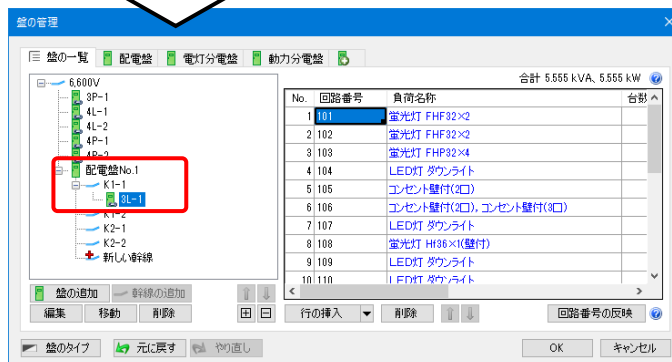 盤の管理
盤の一覧 配電盤 電灯分電盤 動力分電盤
合計 5.555 kVA、5.555 kW
6,600V
3P-1
4L-1
4L-2
4P-1
4P-2
配電盤No.1
K1-1
3L-1
K1-2
K2-1
K2-2
新しい幹線
No. 回路番号 負荷名称 台数
1 101 蛍光灯 FHF32×2
2 102 蛍光灯 FHF32×2
3 103 蛍光灯 FHP32×4
4 104 LED灯 ダウンライト
5 105 コンセント壁付(2口)
6 106 コンセント壁付(2口)、コンセント壁付(3口)
7 107 LED灯 ダウンライト
8 108 蛍光灯 Hf36×1(壁付)
9 109 LED灯 ダウンライト
10 110 LED灯 ダウンライト
盤の追加 幹線の追加
編集 移動 削除
行の挿入 削除 回路番号の反映
盤のタイプ 元に戻す やり直し OK キャンセル